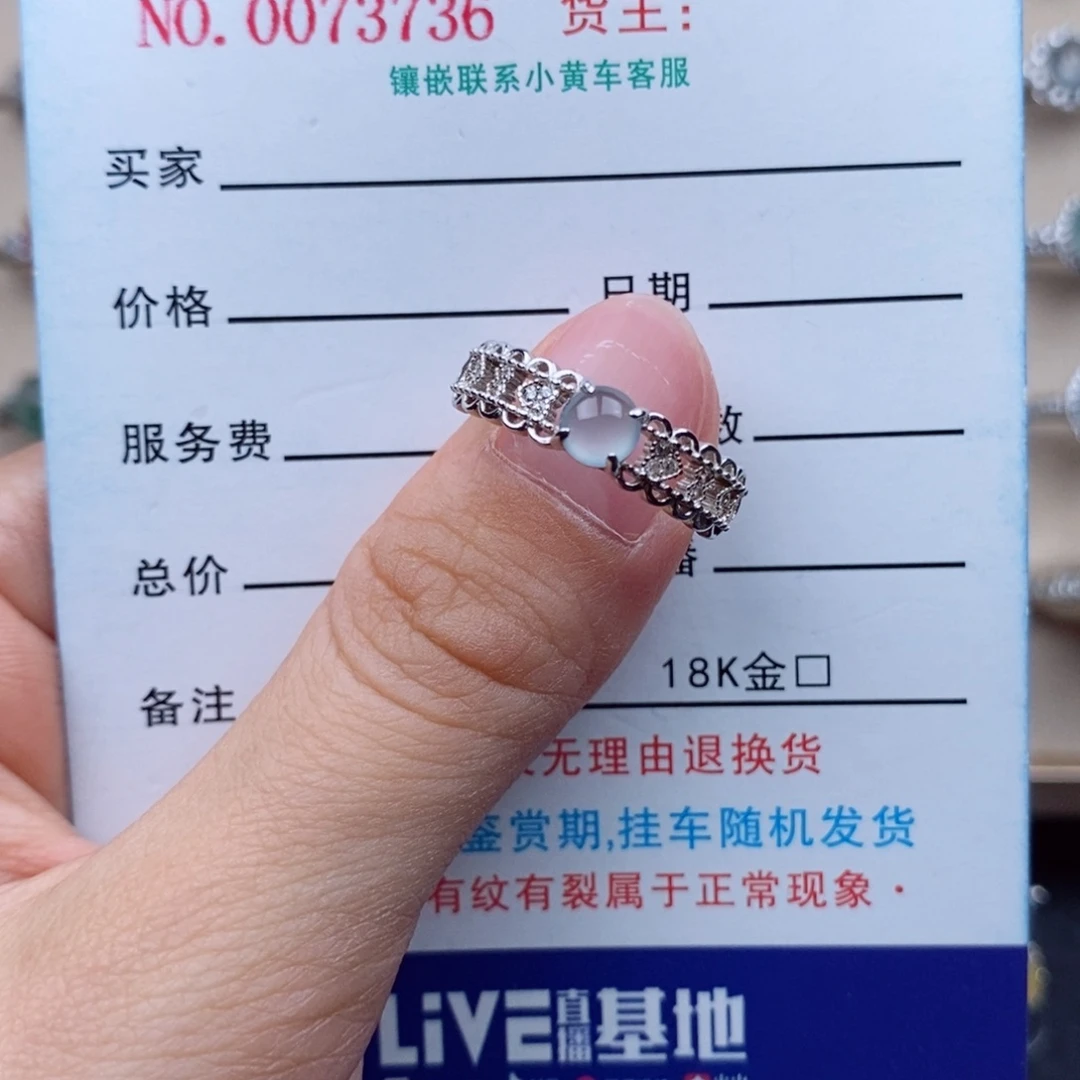 NO. 0073736 货主:
镶嵌联系小黄车客服
买家
价格 日期
服务费
总价
18K金□
备注
无理由退换货
鉴赏期,挂车随机发货
有纹有裂属于正常现象.
LiVE直播基地